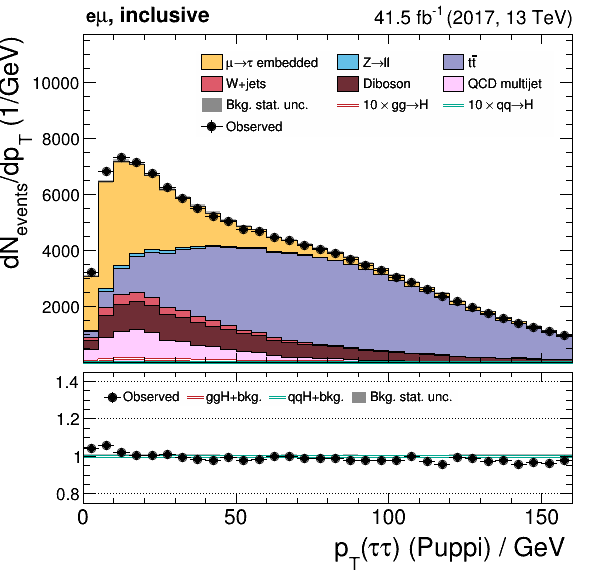 eμ, inclusive 41.5 fb⁻¹ (2017, 13 TeV)
dN_events/dp_T (1/GeV)
μ→τ embedded Z→ll tt̄
W+jets Diboson QCD multijet
Bkg. stat. unc. 10 × gg→H 10 × qq→H
Observed
10000
8000
6000
4000
2000
Observed ggH+bkg. qqH+bkg. Bkg. stat. unc.
1.4
1.2
1
0.8
0 50 100 150
p_T(ττ) (Puppi) / GeV